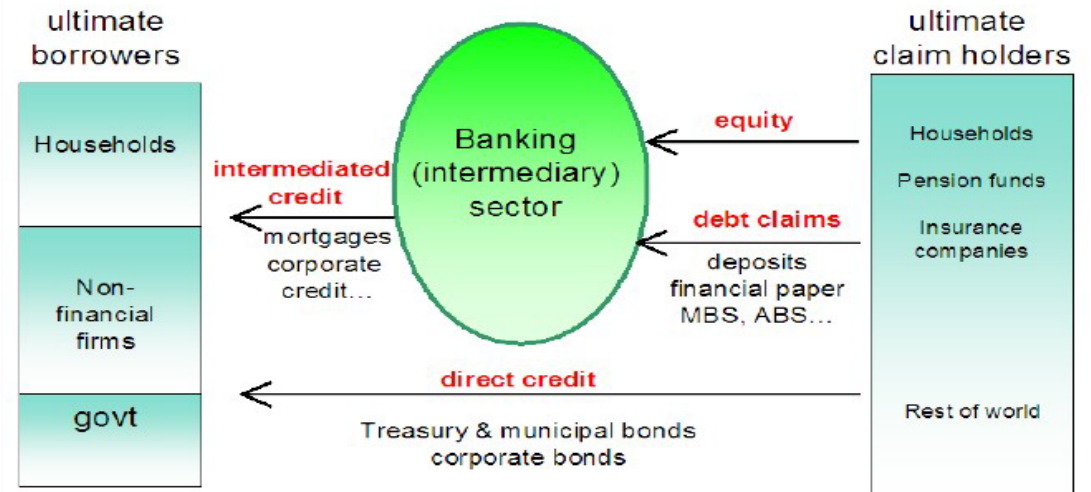 ultimate
borrowers
Households
Non-
financial
firms
govt
intermediated
credit
mortgages
corporate
credit...
Banking
(intermediary)
sector
equity
debt claims
deposits
financial paper
MBS, ABS...
direct credit
Treasury & municipal bonds
corporate bonds
ultimate
claim holders
Households
Pension funds
Insurance
companies
Rest of world